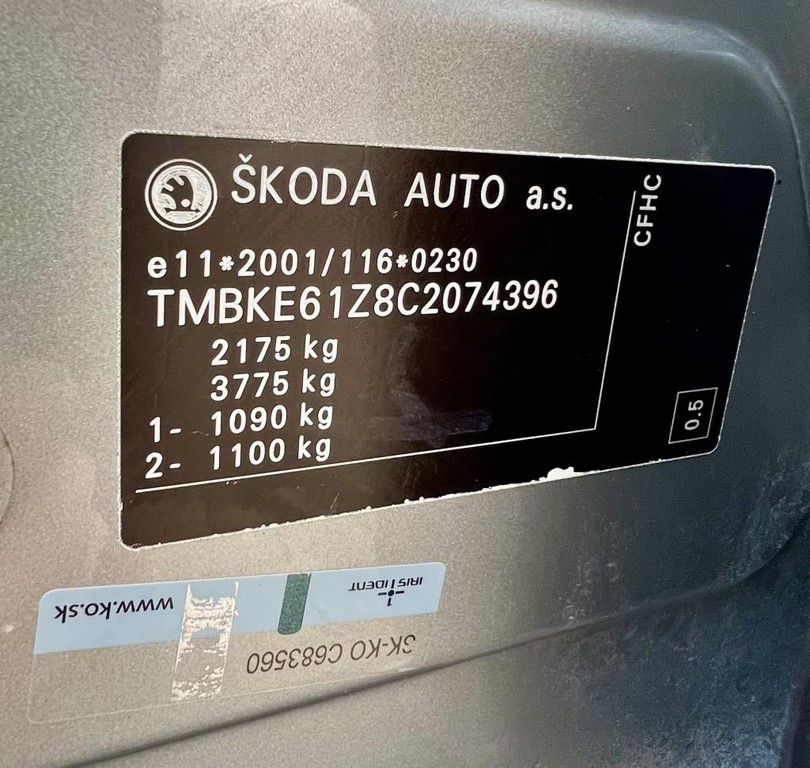 ŠKODA AUTO a.s.
e11*2001/116*0230
TMBKE61Z8C2074396
2175 kg
3775 kg
1- 1090 kg
2- 1100 kg
CFHC
0.5
www.ko.sk
IRIS IDENT
3K-KO C683560